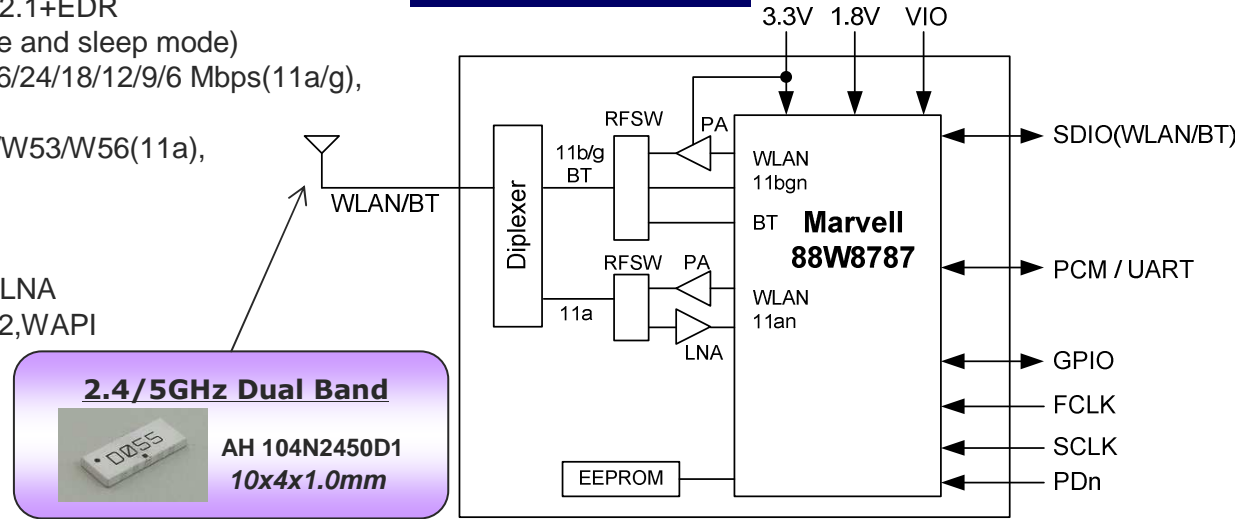 2.1+EDR
e and sleep mode)
6/24/18/12/9/6 Mbps(11a/g),
/W53/W56(11a),
LNA
2,WAPI
3.3V 1.8V VIO
RFSW
PA
11b/g
BT
WLAN
11bgn
BT
WLAN/BT
Diplexer
Marvell
88W8787
RFSW
PA
11a
WLAN
11an
LNA
EEPROM
SDIO(WLAN/BT)
PCM / UART
GPIO
FCLK
SCLK
PDn
2.4/5GHz Dual Band
D055
AH 104N2450D1
10x4x1.0mm